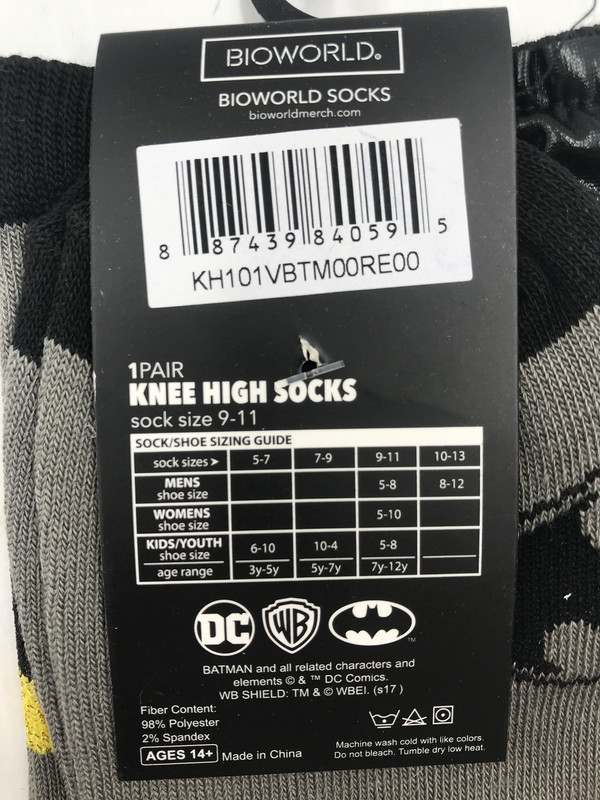 BIOWORLD®
BIOWORLD SOCKS
bioworldmerch.com
8 87439 84059 5
KH101VBTM00RE00
1PAIR
KNEE HIGH SOCKS
sock size 9-11
SOCK/SHOE SIZING GUIDE
sock sizes➤ 5-7 7-9 9-11 10-13
MENS shoe size 5-8 8-12
WOMENS shoe size 5-10
KIDS/YOUTH shoe size 6-10 10-4 5-8
age range 3y-5y 5y-7y 7y-12y
DC WB ™
BATMAN and all related characters and
elements © & ™ DC Comics.
WB SHIELD: TM & © WBEI. (s17 )
Fiber Content:
98% Polyester
2% Spandex
AGES 14+ Made in China
Machine wash cold with like colors.
Do not bleach. Tumble dry low heat.